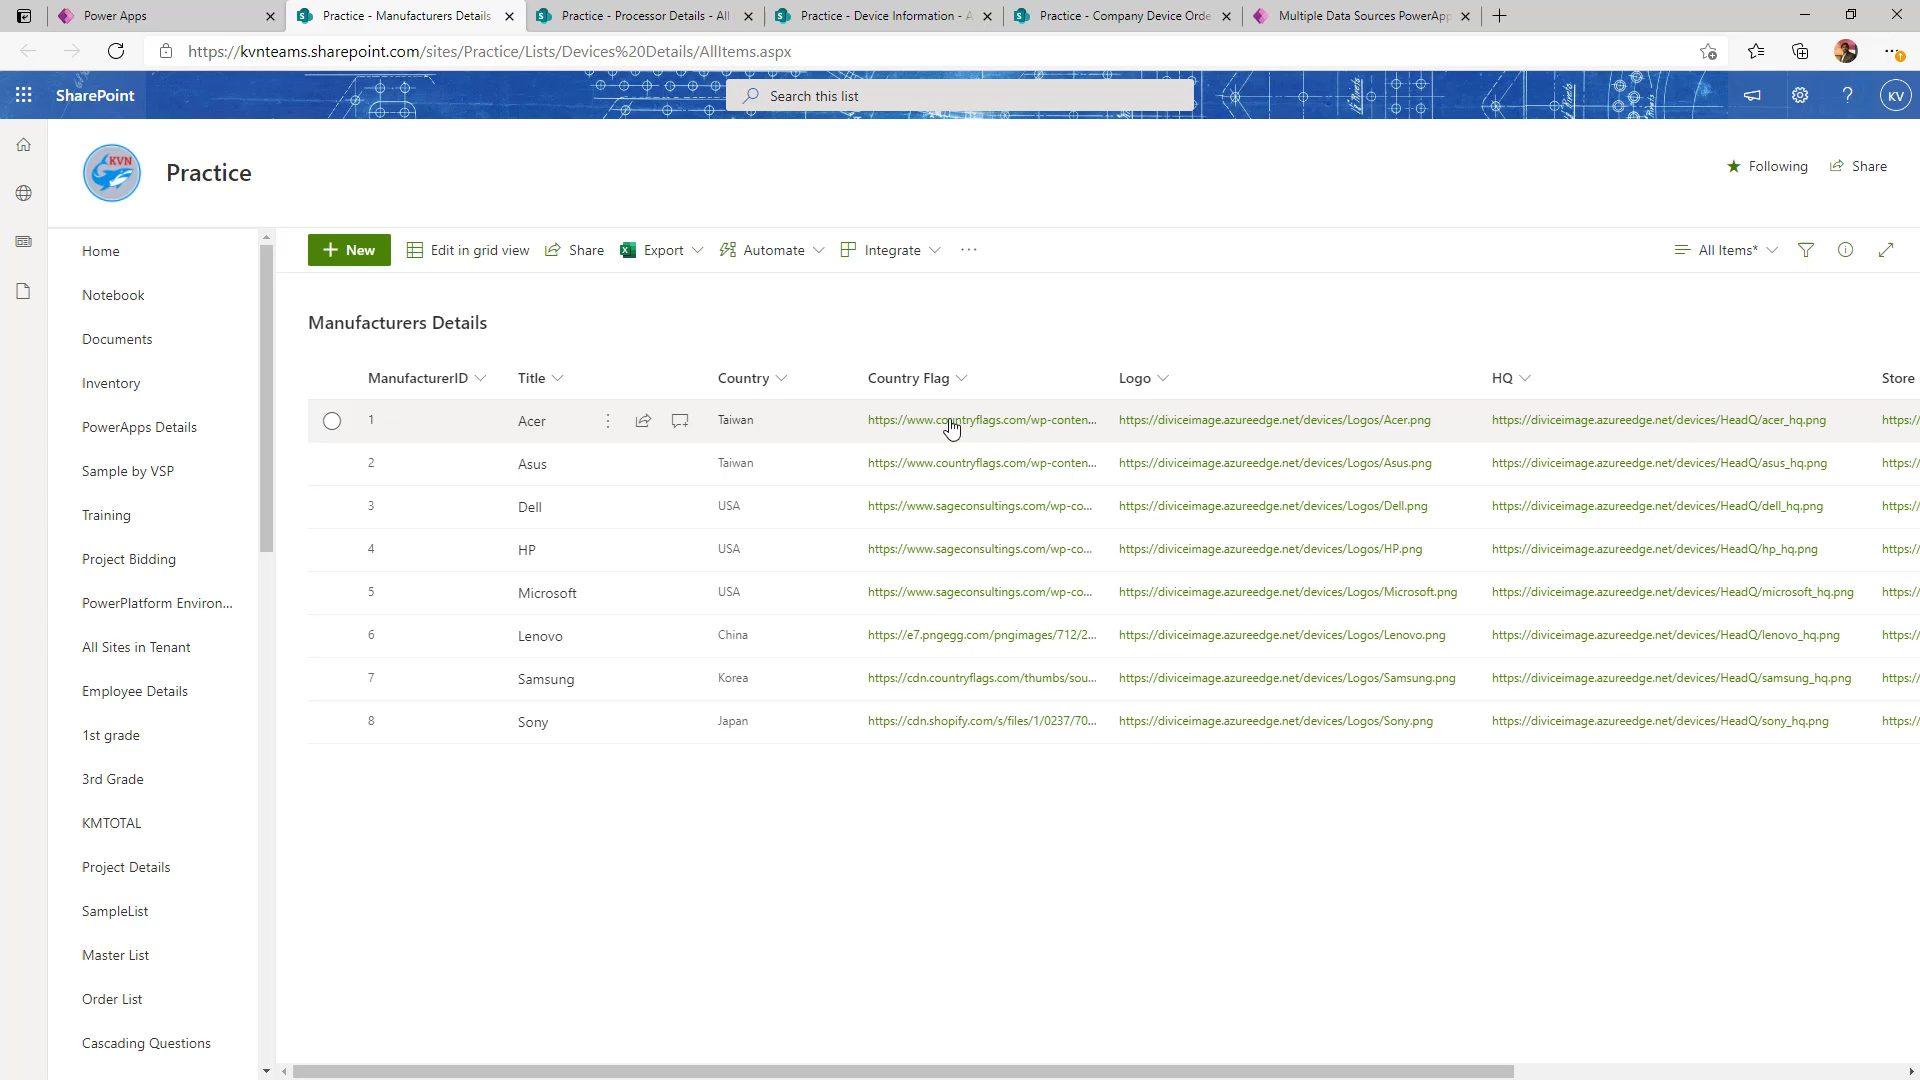 Power Apps
Practice - Manufacturers Details
Practice - Processor Details - All
Practice - Device Information - A
Practice - Company Device Orde
Multiple Data Sources PowerApp
https://kvnteams.sharepoint.com/sites/Practice/Lists/Devices%20Details/AllItems.aspx
SharePoint
Search this list
KV
KVN
Practice
Following
Share
Home
Notebook
Documents
Inventory
PowerApps Details
Sample by VSP
Training
Project Bidding
PowerPlatform Environ...
All Sites in Tenant
Employee Details
1st grade
3rd Grade
KMTOTAL
Project Details
SampleList
Master List
Order List
Cascading Questions
New
Edit in grid view
Share
Export
Automate
Integrate
All Items*
Manufacturers Details
ManufacturerID Title Country Country Flag Logo HQ Store
1 Acer Taiwan https://www.countryflags.com/wp-conten... https://diviceimage.azureedge.net/devices/Logos/Acer.png https://diviceimage.azureedge.net/devices/HeadQ/acer_hq.png https:/
2 Asus Taiwan https://www.countryflags.com/wp-conten... https://diviceimage.azureedge.net/devices/Logos/Asus.png https://diviceimage.azureedge.net/devices/HeadQ/asus_hq.png https:/
3 Dell USA https://www.sageconsultings.com/wp-co... https://diviceimage.azureedge.net/devices/Logos/Dell.png https://diviceimage.azureedge.net/devices/HeadQ/dell_hq.png https:/
4 HP USA https://www.sageconsultings.com/wp-co... https://diviceimage.azureedge.net/devices/Logos/HP.png https://diviceimage.azureedge.net/devices/HeadQ/hp_hq.png https:/
5 Microsoft USA https://www.sageconsultings.com/wp-co... https://diviceimage.azureedge.net/devices/Logos/Microsoft.png https://diviceimage.azureedge.net/devices/HeadQ/microsoft_hq.png https:/
6 Lenovo China https://e7.pngegg.com/pngimages/712/2... https://diviceimage.azureedge.net/devices/Logos/Lenovo.png https://diviceimage.azureedge.net/devices/HeadQ/lenovo_hq.png https:/
7 Samsung Korea https://cdn.countryflags.com/thumbs/sou... https://diviceimage.azureedge.net/devices/Logos/Samsung.png https://diviceimage.azureedge.net/devices/HeadQ/samsung_hq.png https:/
8 Sony Japan https://cdn.shopify.com/s/files/1/0237/70... https://diviceimage.azureedge.net/devices/Logos/Sony.png https://diviceimage.azureedge.net/devices/HeadQ/sony_hq.png https:/